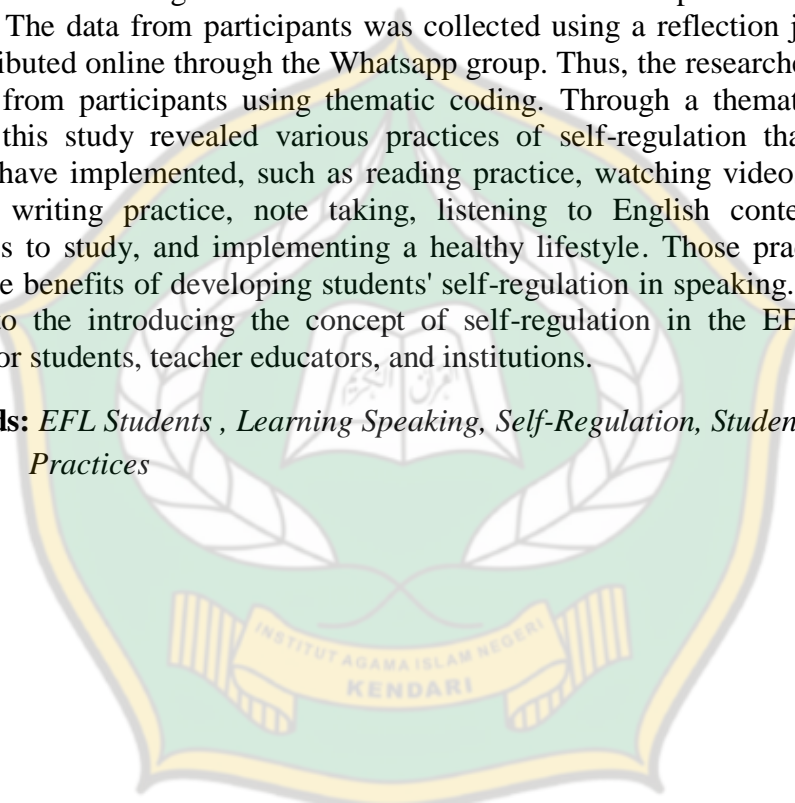 The data from participants was collected using a reflection j
ributed online through the Whatsapp group. Thus, the researche
from participants using thematic coding. Through a themat
this study revealed various practices of self-regulation tha
have implemented, such as reading practice, watching video
writing practice, note taking, listening to English conte
s to study, and implementing a healthy lifestyle. Those prac
e benefits of developing students' self-regulation in speaking.
to the introducing the concept of self-regulation in the EF
or students, teacher educators, and institutions.
ds: EFL Students , Learning Speaking, Self-Regulation, Studen
Practices
INSTITUT AGAMA ISLAM NEGERI
KENDARI